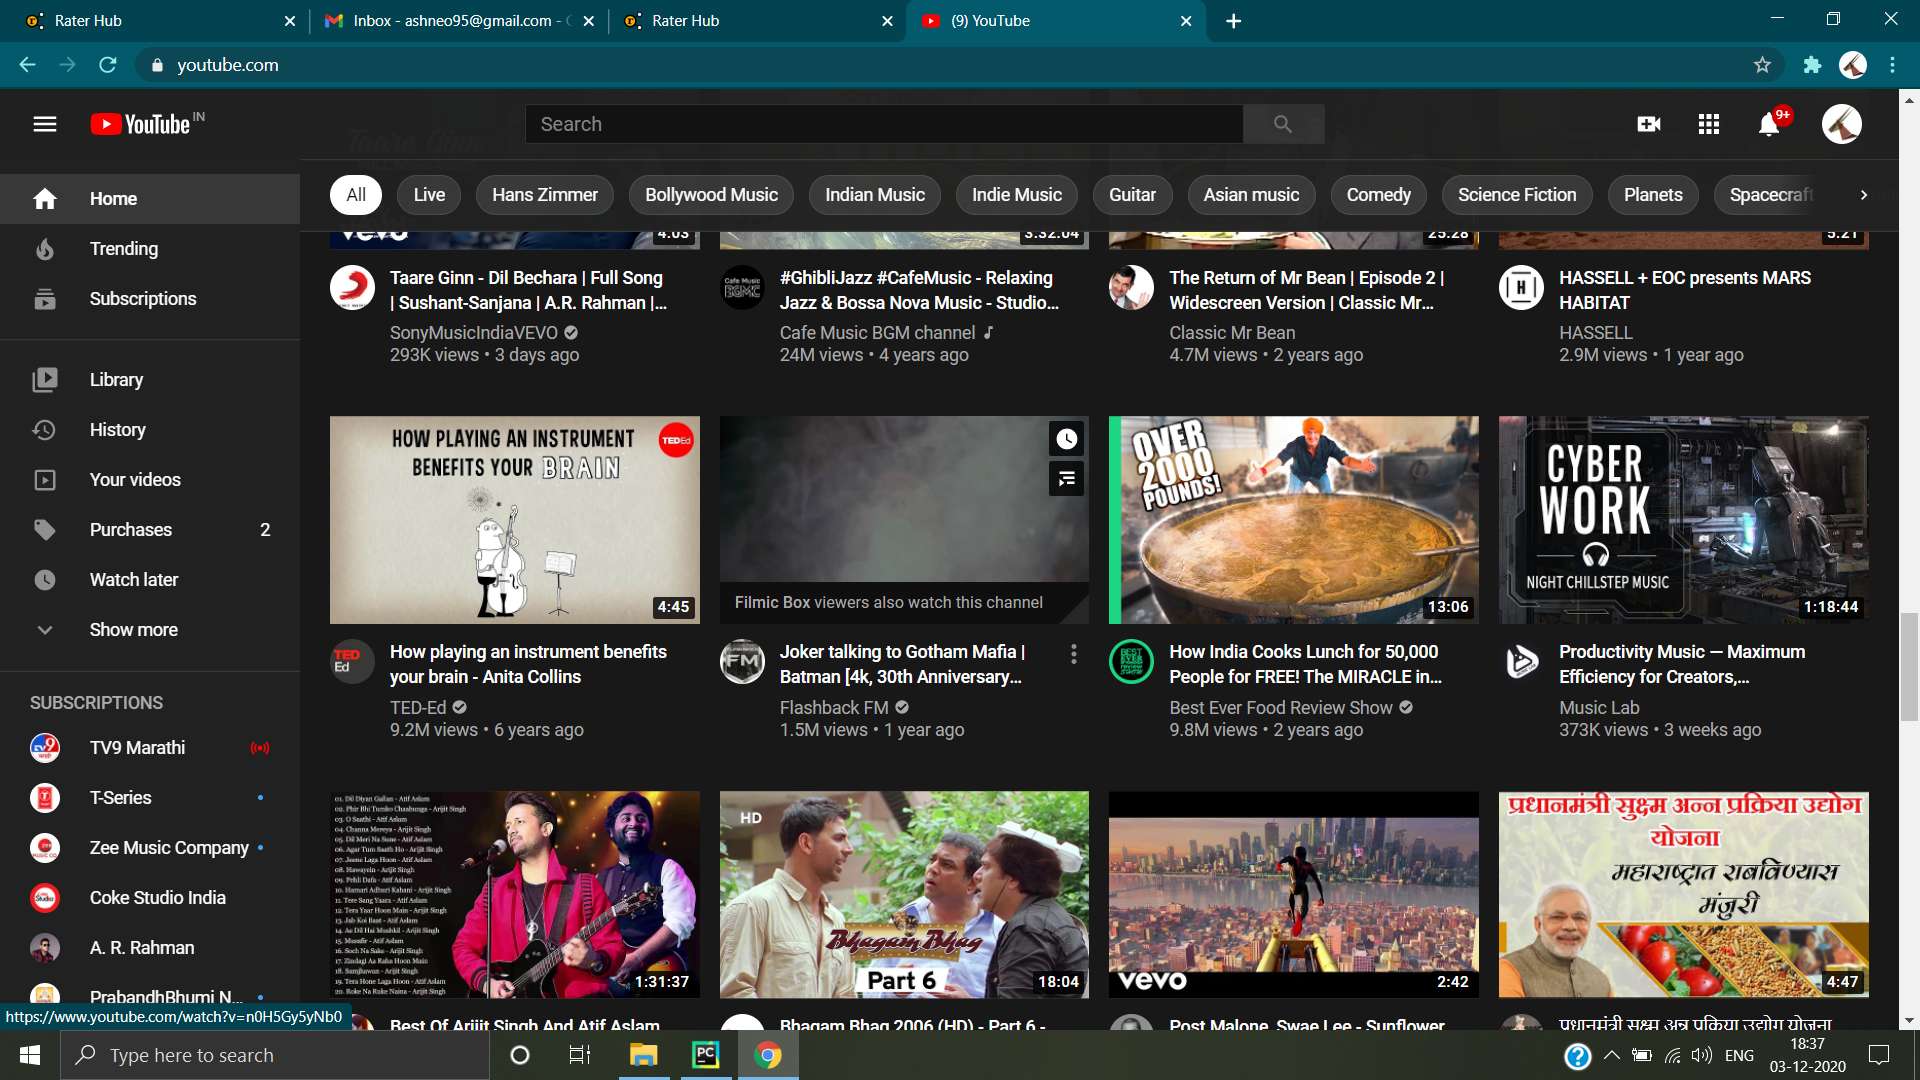 Rater Hub
Inbox - ashneo95@gmail.com -
Rater Hub
(9) YouTube
youtube.com
YouTube IN
Search
9+
Home
Trending
Subscriptions
Library
History
Your videos
Purchases 2
Watch later
Show more
SUBSCRIPTIONS
TV9 Marathi
T-Series
Zee Music Company
Coke Studio India
A. R. Rahman
PrabandhBhumi N...
https://www.youtube.com/watch?v=n0H5Gy5yNb0
All Live Hans Zimmer Bollywood Music Indian Music Indie Music Guitar Asian music Comedy Science Fiction Planets Spacecraft
vevo 4:03 3:32:04 25:28 5:21
Taare Ginn - Dil Bechara | Full Song
| Sushant-Sanjana | A.R. Rahman |...
SonyMusicIndiaVEVO
293K views • 3 days ago
Cafe Music
BGM
#GhibliJazz #CafeMusic - Relaxing
Jazz & Bossa Nova Music - Studio...
Cafe Music BGM channel
24M views • 4 years ago
The Return of Mr Bean | Episode 2 |
Widescreen Version | Classic Mr...
Classic Mr Bean
4.7M views • 2 years ago
H
HASSELL + EOC presents MARS
HABITAT
HASSELL
2.9M views • 1 year ago
HOW PLAYING AN INSTRUMENT
BENEFITS YOUR BRAIN
TEDEd
4:45
TED
Ed
How playing an instrument benefits
your brain - Anita Collins
TED-Ed
9.2M views • 6 years ago
Filmic Box viewers also watch this channel
FM
Joker talking to Gotham Mafia |
Batman [4k, 30th Anniversary...
Flashback FM
1.5M views • 1 year ago
OVER
2000
POUNDS!
13:06
BEST
EVER
How India Cooks Lunch for 50,000
People for FREE! The MIRACLE in...
Best Ever Food Review Show
9.8M views • 2 years ago
CYBER
WORK
NIGHT CHILLSTEP MUSIC
1:18:44
Productivity Music — Maximum
Efficiency for Creators,...
Music Lab
373K views • 3 weeks ago
01. Dil Diyan Gallan - Atif Aslam
02. Phir Bhi Tumko Chaahunga - Arijit Singh
03. O Saathi - Atif Aslam
04. Channa Mereya - Arijit Singh
05. Dil Meri Na Sune - Atif Aslam
06. Agar Tum Saath Ho - Arijit Singh
07. Jeene Laga Hoon - Atif Aslam
08. Hawayein - Arijit Singh
09. Pehli Dafa - Atif Aslam
10. Hamari Adhuri Kahani - Arijit Singh
11. Tere Sang Yaara - Atif Aslam
12. Tera Yaar Hoon Main - Arijit Singh
13. Jab Koi Baat - Atif Aslam
14. Ae Dil Hai Mushkil - Arijit Singh
15. Musafir - Atif Aslam
16. Soch Na Sake - Arijit Singh
17. Zindagi Aa Raha Hoon Main
18. Samjhawan - Arijit Singh
19. Tera Hone Laga Hoon - Atif Aslam
20. Roke Na Ruke Naina - Arijit Singh
1:31:37
Best Of Arijit Singh And Atif Aslam
HD
Bhagam Bhag
Part 6
18:04
Bhagam Bhag 2006 (HD) - Part 6 -
vevo
2:42
Post Malone, Swae Lee - Sunflower
प्रधानमंत्री सुक्ष्म अन्न प्रक्रिया उद्योग
योजना
महाराष्ट्रात राबविण्यास
मंजुरी
4:47
प्रधानमंत्री सूक्ष्म अन्न प्रक्रिया उद्योग योजना
Type here to search
PC
ENG
18:37
03-12-2020